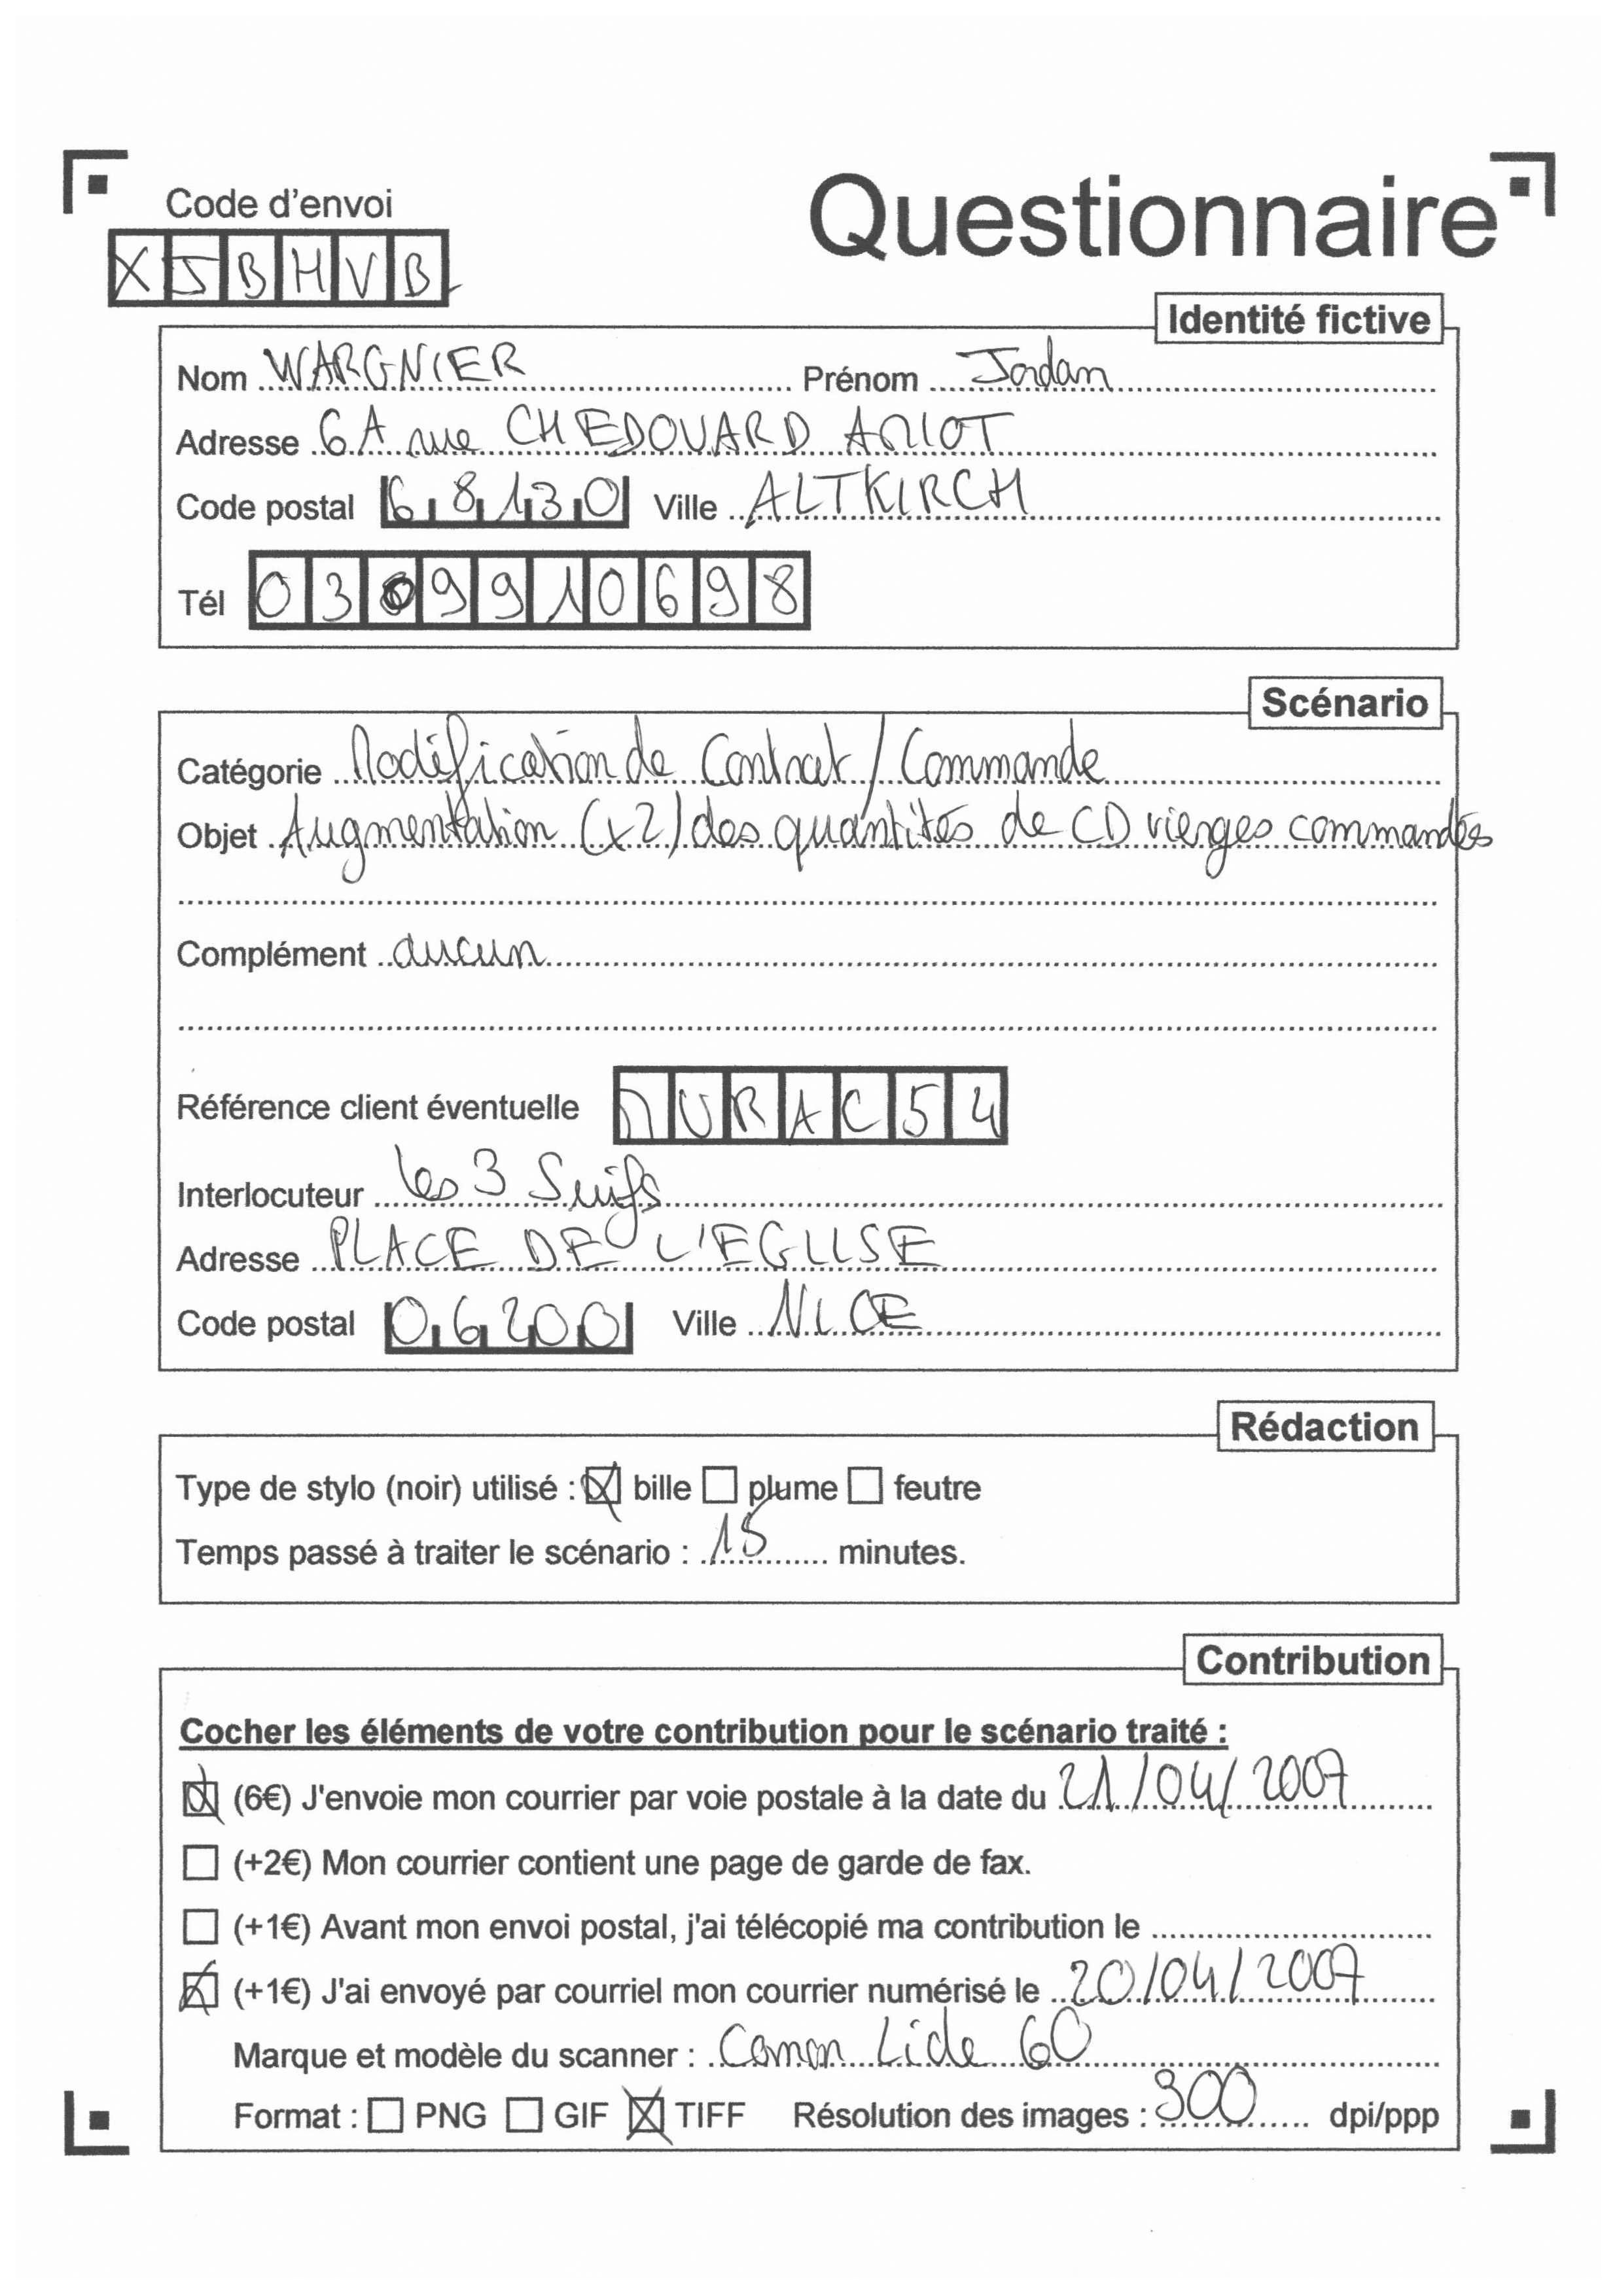 Code d'envoi
Questionnaire
XJBHVB
Identité fictive
Nom WARGNIER Prénom Jordan
Adresse 6A rue CH EDOUARD AMIOT
Code postal 68130 Ville ALTKIRCH
Tél 0309910698
Scénario
Catégorie Modification de Contrat / Commande
Objet Augmentation (x2) des quantités de CD vierges commandés
Complément aucun
Référence client éventuelle MURAC54
Interlocuteur Les 3 Suifs
Adresse PLACE DE L'EGLISE
Code postal 06200 Ville NICE
Rédaction
Type de stylo (noir) utilisé : bille plume feutre
Temps passé à traiter le scénario : 15 minutes.
Contribution
Cocher les éléments de votre contribution pour le scénario traité :
(6€) J'envoie mon courrier par voie postale à la date du 21/04/2007
(+2€) Mon courrier contient une page de garde de fax.
(+1€) Avant mon envoi postal, j'ai télécopié ma contribution le
(+1€) J'ai envoyé par courriel mon courrier numérisé le 20/04/2007
Marque et modèle du scanner : Canon Lide 60
Format : PNG GIF TIFF Résolution des images : 300 dpi/ppp